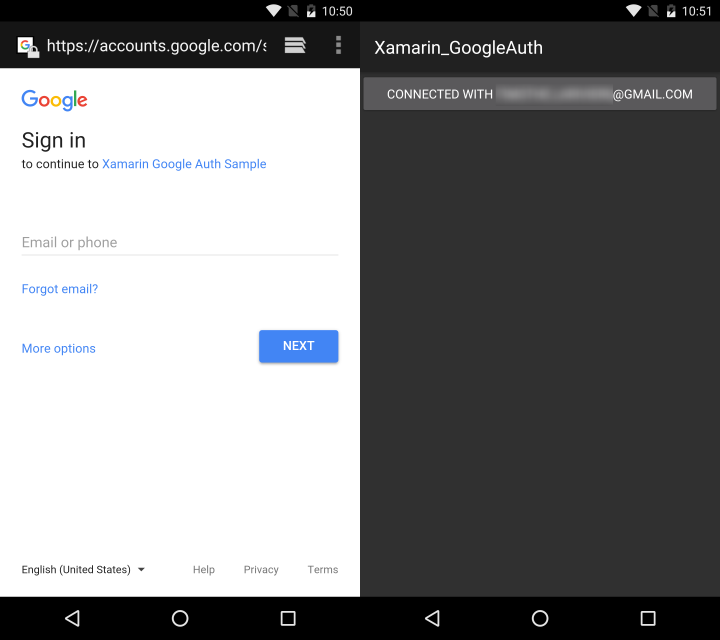 10:50
https://accounts.google.com/s
Google
Sign in
to continue to Xamarin Google Auth Sample
Email or phone
Forgot email?
More options
NEXT
English (United States)
Help
Privacy
Terms
10:51
Xamarin_GoogleAuth
CONNECTED WITH @GMAIL.COM